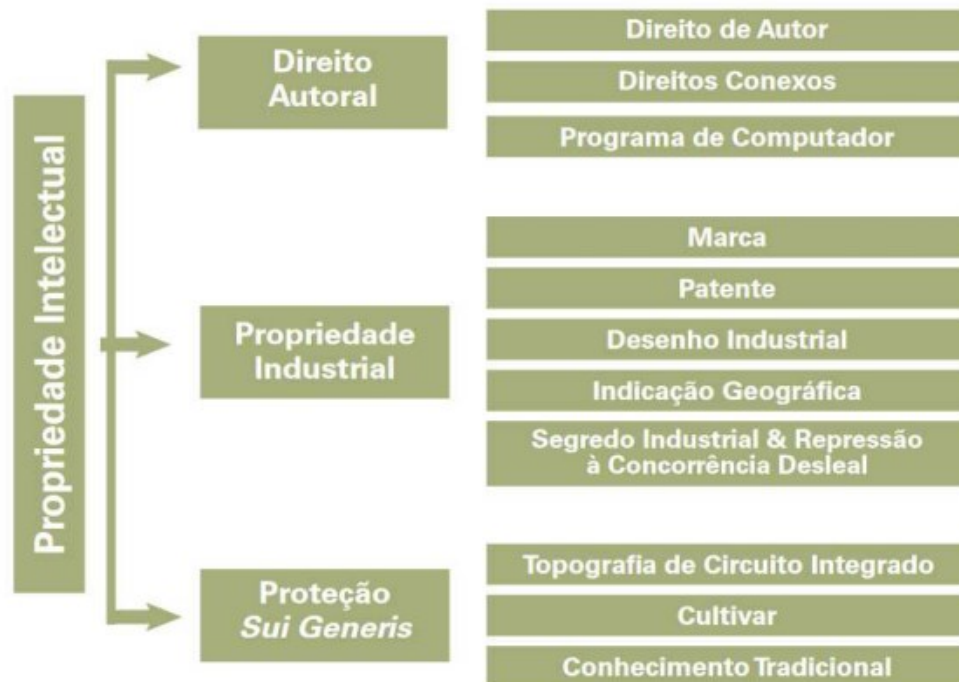 Propriedade Intelectual
Direito
Autoral
Direito de Autor
Direitos Conexos
Programa de Computador
Propriedade
Industrial
Marca
Patente
Desenho Industrial
Indicação Geográfica
Segredo Industrial & Repressão
à Concorrência Desleal
Proteção
Sui Generis
Topografia de Circuito Integrado
Cultivar
Conhecimento Tradicional